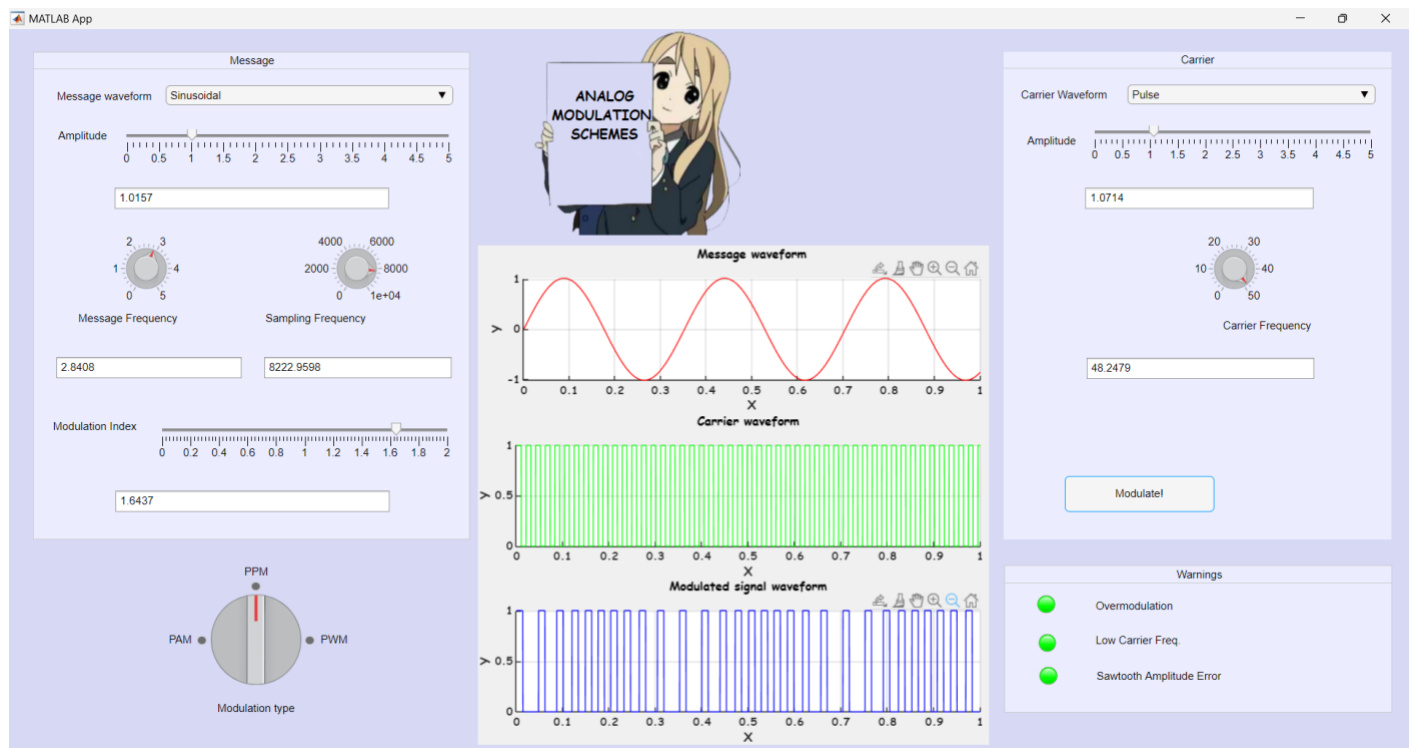 MATLAB App
Message
Message waveform Sinusoidal
Amplitude
0 0.5 1 1.5 2 2.5 3 3.5 4 4.5 5
1.0157
0 1 2 3 4 5
Message Frequency
0 2000 4000 6000 8000 1e+04
Sampling Frequency
2.8408
8222.9598
Modulation Index
0 0.2 0.4 0.6 0.8 1 1.2 1.4 1.6 1.8 2
1.6437
PPM
PAM PWM
Modulation type
ANALOG
MODULATION
SCHEMES
Message waveform
1
0
-1
y
0 0.1 0.2 0.3 0.4 0.5 0.6 0.7 0.8 0.9 1
X
Carrier waveform
1
0.5
0
y
0 0.1 0.2 0.3 0.4 0.5 0.6 0.7 0.8 0.9 1
X
Modulated signal waveform
1
0.5
0
y
0 0.1 0.2 0.3 0.4 0.5 0.6 0.7 0.8 0.9 1
X
Carrier
Carrier Waveform Pulse
Amplitude
0 0.5 1 1.5 2 2.5 3 3.5 4 4.5 5
1.0714
0 10 20 30 40 50
Carrier Frequency
48.2479
Modulate!
Warnings
Overmodulation
Low Carrier Freq.
Sawtooth Amplitude Error